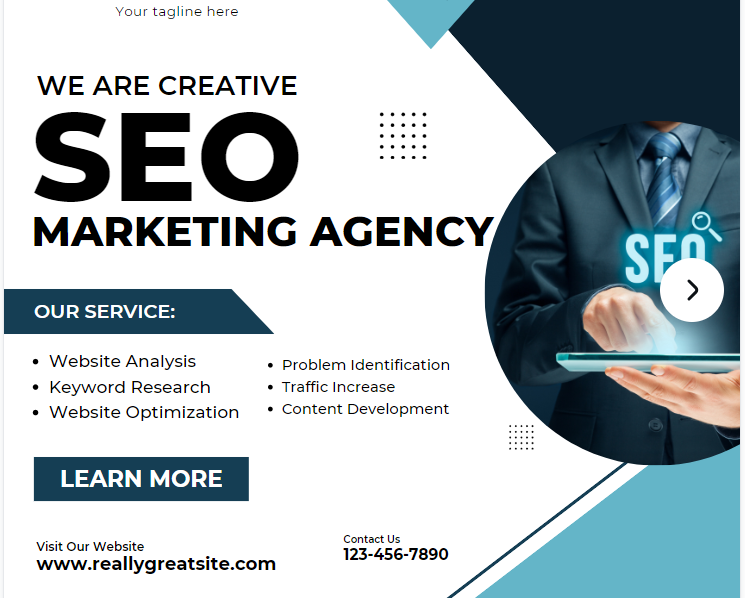 Your tagline here
WE ARE CREATIVE
SEO
MARKETING AGENCY
SEO
OUR SERVICE:
Website Analysis
Keyword Research
Website Optimization
Problem Identification
Traffic Increase
Content Development
LEARN MORE
Visit Our Website
www.reallygreatsite.com
Contact Us
123-456-7890